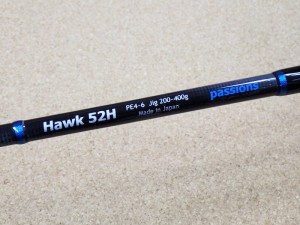 Hawk 52H
PE4-6 Jig 200-400g
Made in Japan
passions